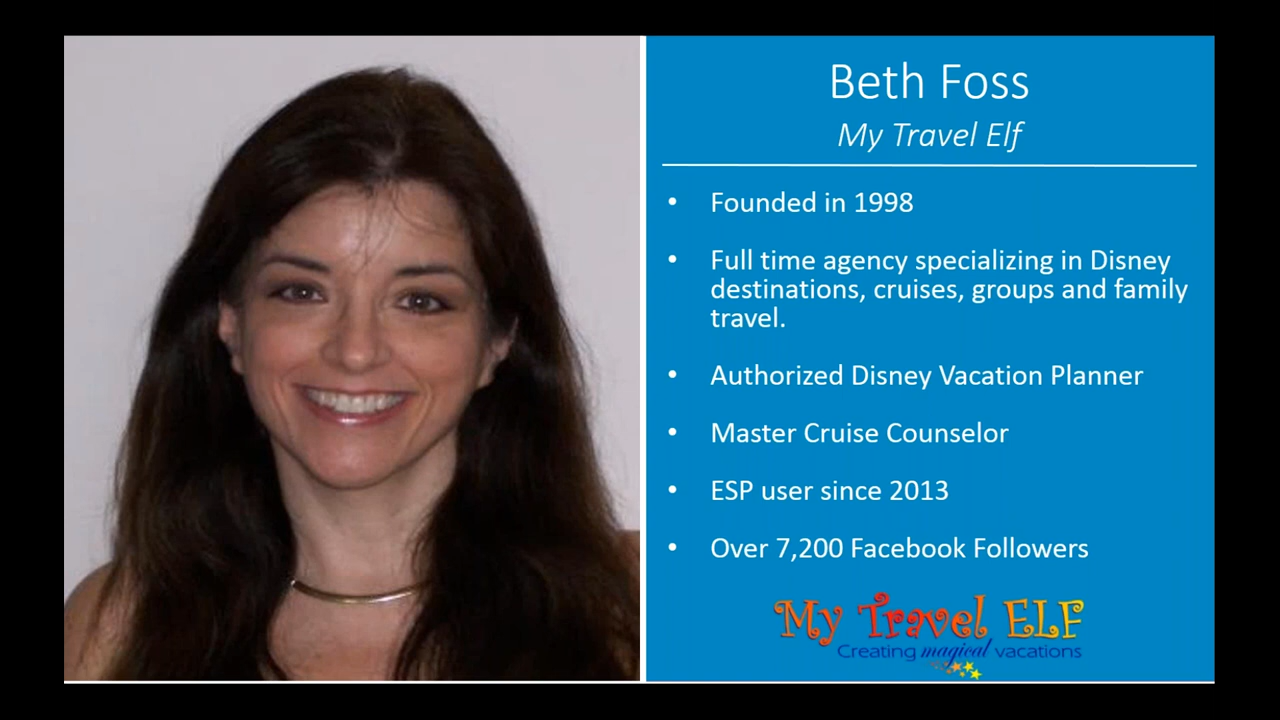 Beth Foss
My Travel Elf
• Founded in 1998
• Full time agency specializing in Disney
destinations, cruises, groups and family
travel.
• Authorized Disney Vacation Planner
• Master Cruise Counselor
• ESP user since 2013
• Over 7,200 Facebook Followers
My Travel ELF
Creating magical vacations